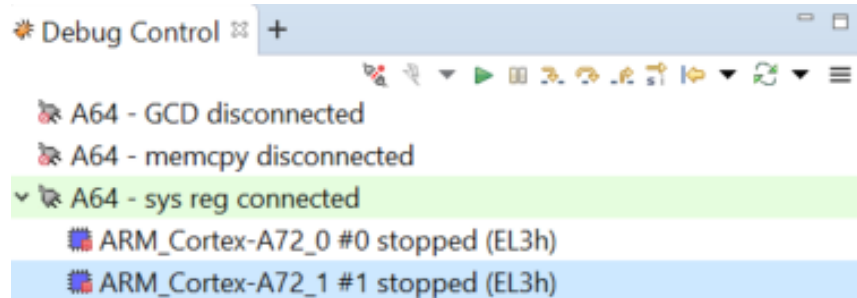 Debug Control
A64 - GCD disconnected
A64 - memcpy disconnected
A64 - sys reg connected
ARM_Cortex-A72_0 #0 stopped (EL3h)
ARM_Cortex-A72_1 #1 stopped (EL3h)